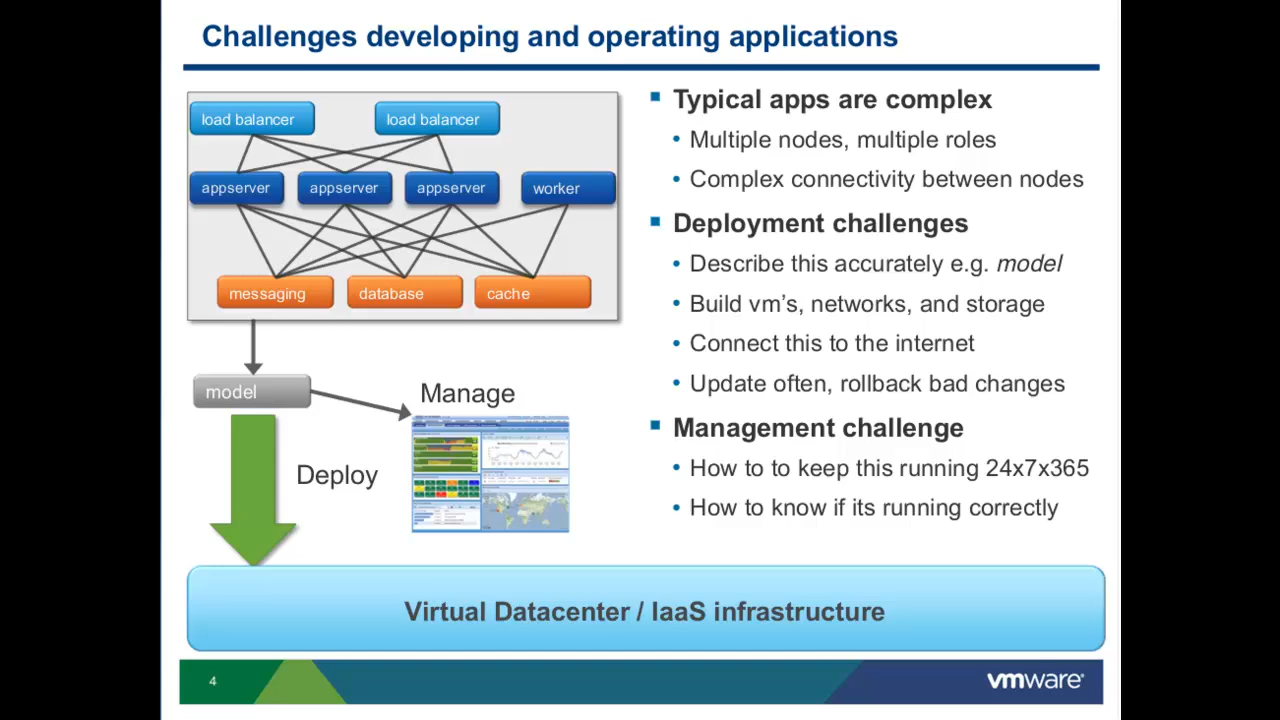 Challenges developing and operating applications
load balancer
load balancer
appserver
appserver
appserver
worker
messaging
database
cache
model
Manage
Deploy
Typical apps are complex
Multiple nodes, multiple roles
Complex connectivity between nodes
Deployment challenges
Describe this accurately e.g. model
Build vm's, networks, and storage
Connect this to the internet
Update often, rollback bad changes
Management challenge
How to to keep this running 24x7x365
How to know if its running correctly
Virtual Datacenter / IaaS infrastructure
4
vmware